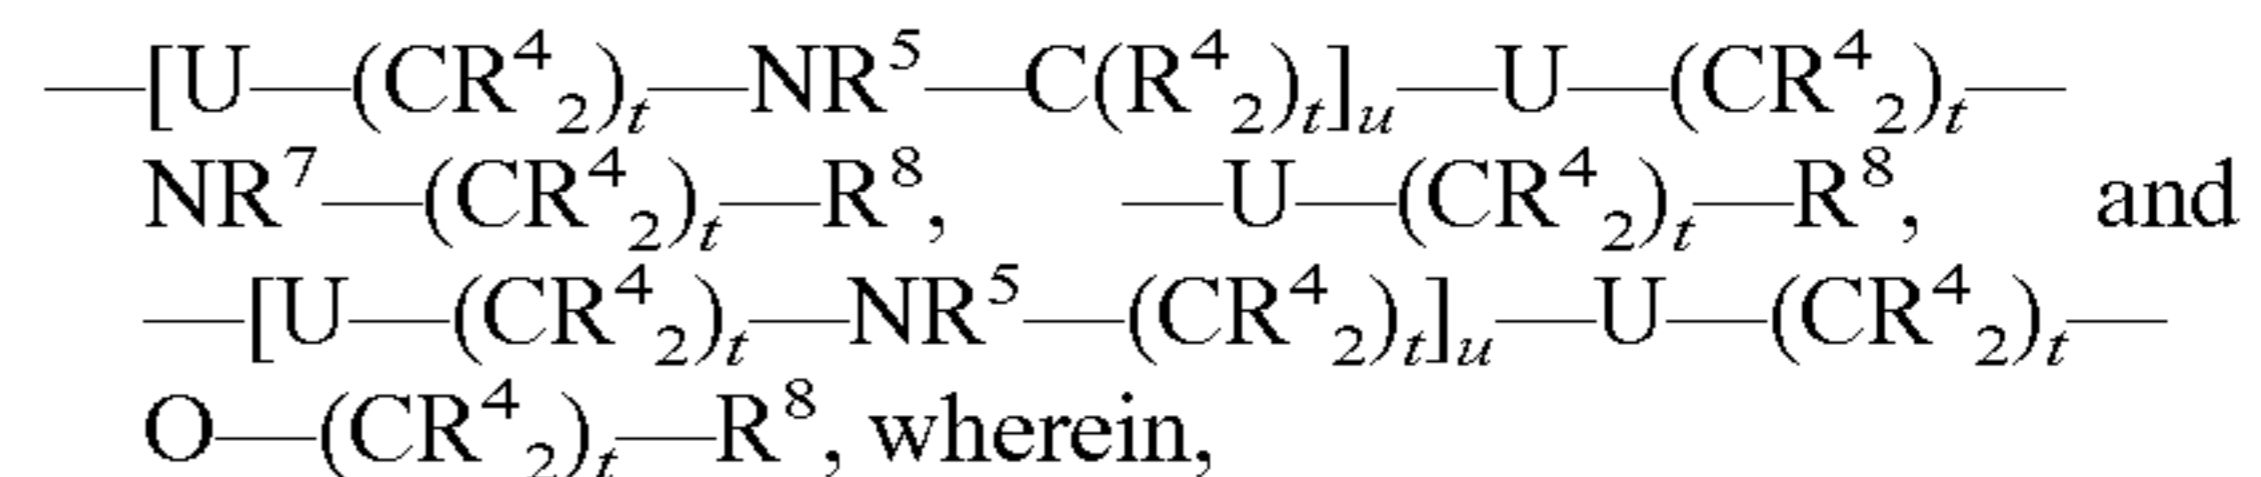 —[U—(CR⁴₂)ₜ—NR⁵—C(R⁴₂)ₜ]ᵤ—U—(CR⁴₂)ₜ—
NR⁷—(CR⁴₂)ₜ—R⁸, —U—(CR⁴₂)ₜ—R⁸, and
—[U—(CR⁴₂)ₜ—NR⁵—(CR⁴₂)ₜ]ᵤ—U—(CR⁴₂)ₜ—
O—(CR⁴₂)ₜ—R⁸, wherein,